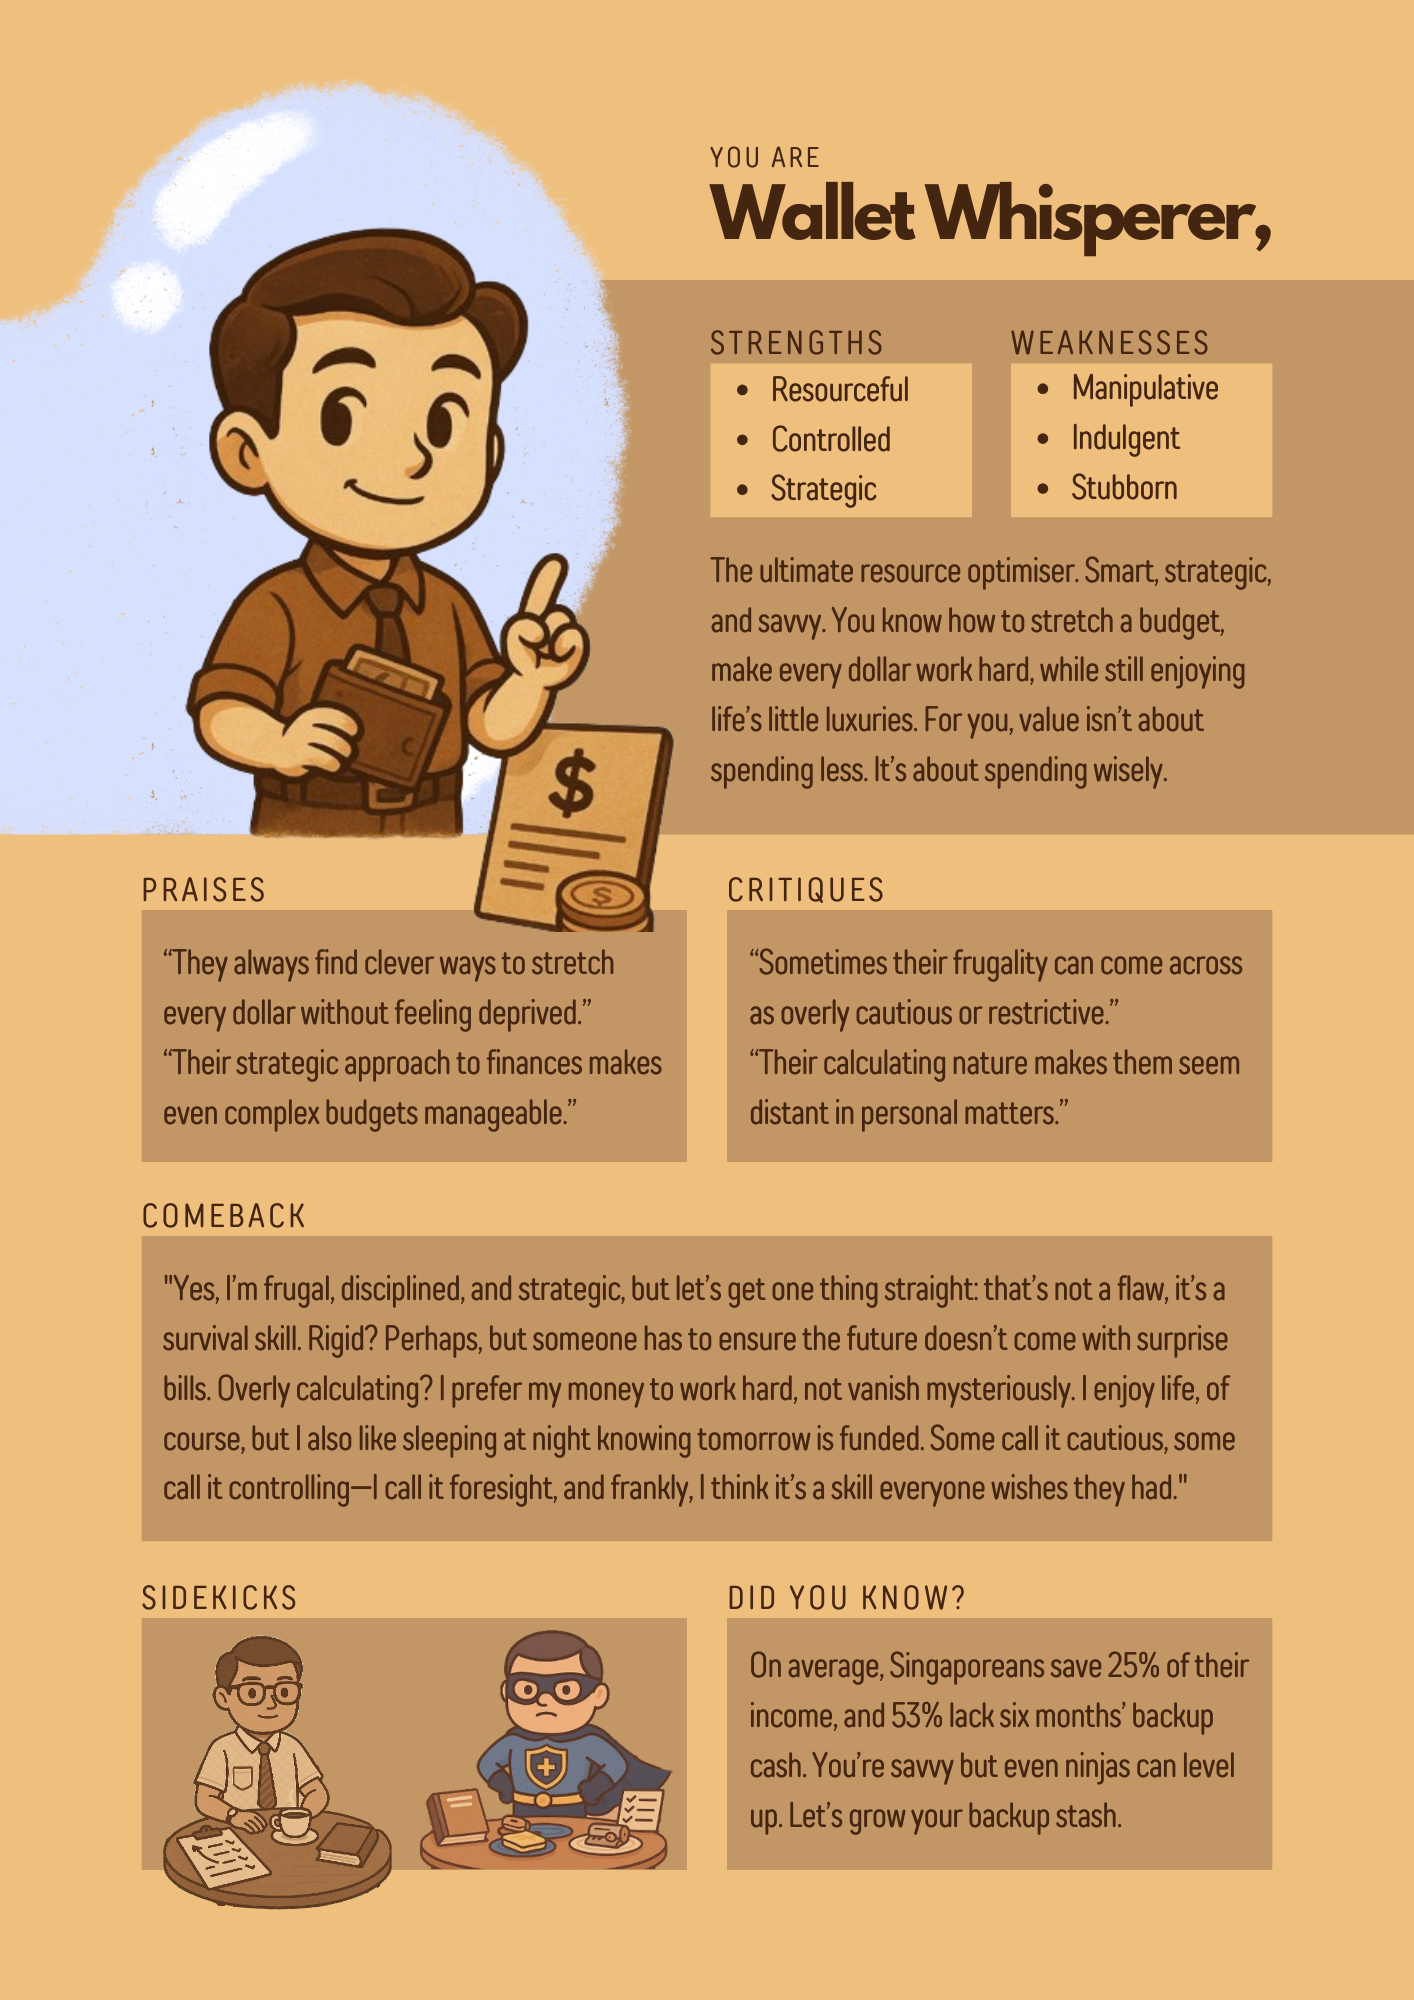 YOU ARE
Wallet Whisperer,
STRENGTHS
• Resourceful
• Controlled
• Strategic
WEAKNESSES
• Manipulative
• Indulgent
• Stubborn
The ultimate resource optimiser. Smart, strategic,
and savvy. You know how to stretch a budget,
make every dollar work hard, while still enjoying
life’s little luxuries. For you, value isn’t about
spending less. It’s about spending wisely.
$
$
PRAISES
“They always find clever ways to stretch
every dollar without feeling deprived.”
“Their strategic approach to finances makes
even complex budgets manageable.”
CRITIQUES
“Sometimes their frugality can come across
as overly cautious or restrictive.”
“Their calculating nature makes them seem
distant in personal matters.”
COMEBACK
"Yes, I’m frugal, disciplined, and strategic, but let’s get one thing straight: that’s not a flaw, it’s a
survival skill. Rigid? Perhaps, but someone has to ensure the future doesn’t come with surprise
bills. Overly calculating? I prefer my money to work hard, not vanish mysteriously. I enjoy life, of
course, but I also like sleeping at night knowing tomorrow is funded. Some call it cautious, some
call it controlling—I call it foresight, and frankly, I think it’s a skill everyone wishes they had."
SIDEKICKS
DID YOU KNOW?
On average, Singaporeans save 25% of their
income, and 53% lack six months’ backup
cash. You’re savvy but even ninjas can level
up. Let’s grow your backup stash.